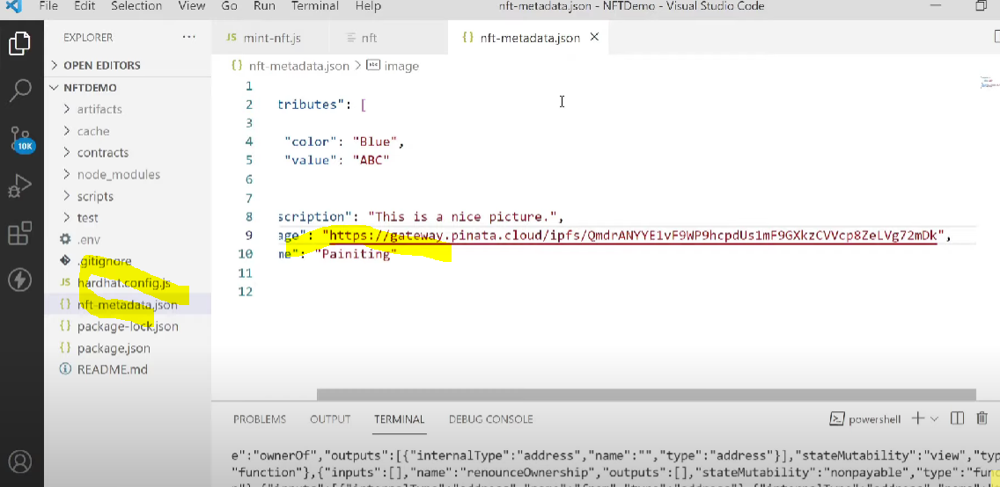 File Edit Selection View Go Run Terminal Help nft-metadata.json - NFTDemo - Visual Studio Code
EXPLORER ··· JS mint-nft.js nft {} nft-metadata.json ×
OPEN EDITORS
{} nft-metadata.json > abc image
NFTDEMO
artifacts
cache
contracts
node_modules
scripts
test
.env
.gitignore
JS hardhat.config.js
{} nft-metadata.json
{} package-lock.json
{} package.json
README.md
10K
1
2 tributes": [
3
4 "color": "Blue",
5 "value": "ABC"
6
7
8 scription": "This is a nice picture.",
9 age": "https://gateway.pinata.cloud/ipfs/QmdrANYYE1vF9WP9hcpdUs1mF9GXkzCVVcp8ZeLVg72mDk",
10 me": "Painiting"
11
12
PROBLEMS OUTPUT TERMINAL DEBUG CONSOLE powershell
e":"ownerOf","outputs":[{"internalType":"address","name":"","type":"address"}],"stateMutability":"view","typ
"function"},{"inputs":[],"name":"renounceOwnership","outputs":[],"stateMutability":"nonpayable","type":"func